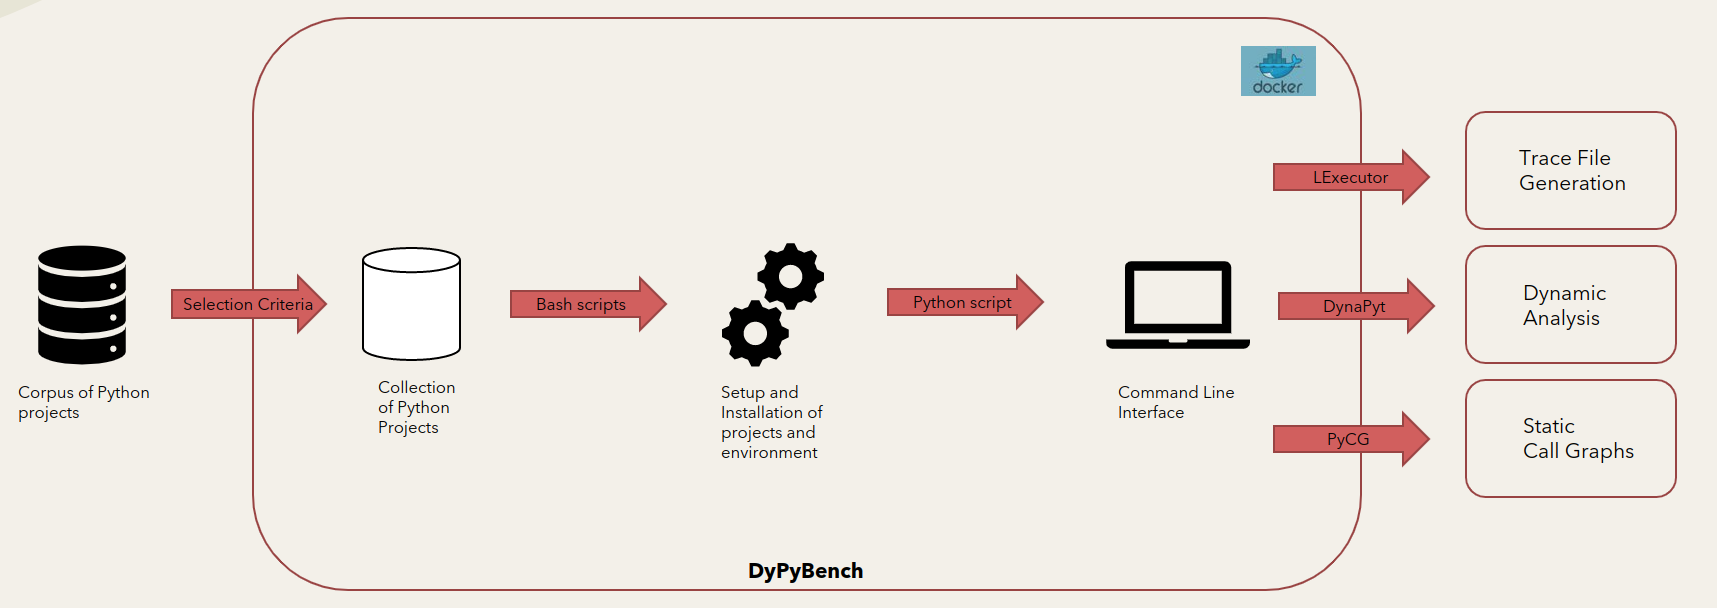 docker
LExecutor
Trace File
Generation
Selection Criteria
Bash scripts
Python script
DynaPyt
Dynamic
Analysis
Corpus of Python
projects
Collection
of Python
Projects
Setup and
Installation of
projects and
environment
Command Line
Interface
PyCG
Static
Call Graphs
DyPyBench